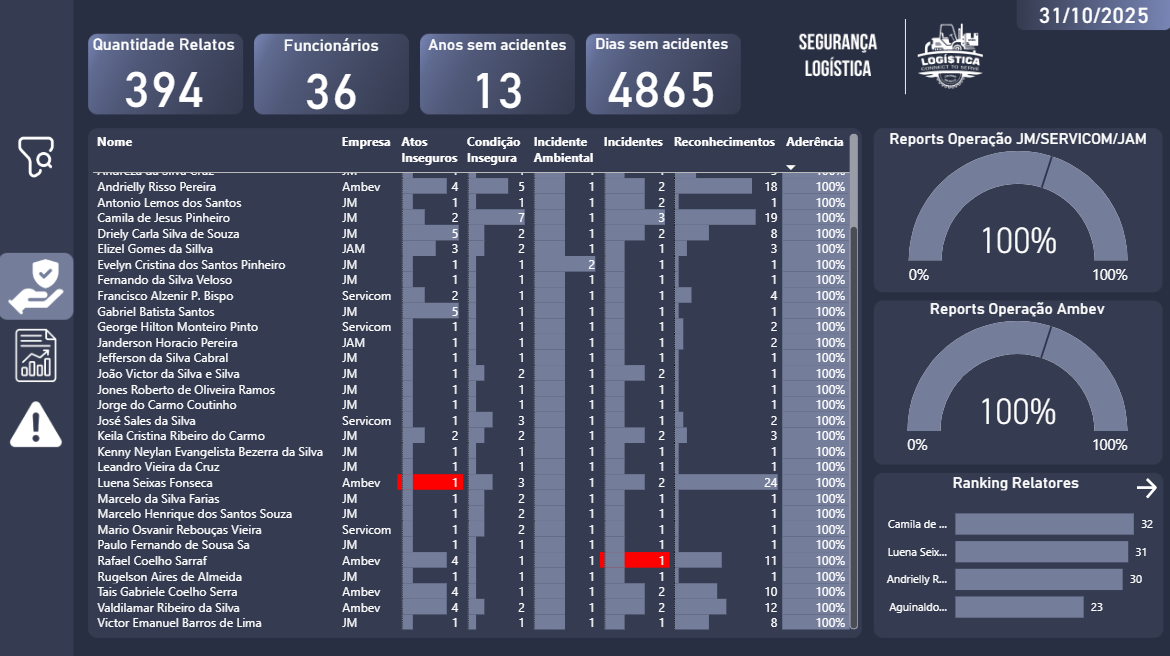 31/10/2025
Quantidade Relatos
394
Funcionários
36
Anos sem acidentes
13
Dias sem acidentes
4865
SEGURANÇA
LOGÍSTICA
LOGÍSTICA
CONNECT TO SERVE
Nome Empresa Atos Inseguros Condição Insegura Incidente Ambiental Incidentes Reconhecimentos Aderência
Andrielly Risso Pereira Ambev 4 5 1 2 18 100%
Antonio Lemos dos Santos JM 1 1 1 2 1 100%
Camila de Jesus Pinheiro JM 2 7 1 3 19 100%
Driely Carla Silva de Souza JM 5 2 1 2 8 100%
Elizel Gomes da Sillva JAM 3 2 1 1 3 100%
Evelyn Cristina dos Santos Pinheiro JM 1 1 2 1 1 100%
Fernando da Silva Veloso JM 1 1 1 1 1 100%
Francisco Alzenir P. Bispo Servicom 2 1 1 1 4 100%
Gabriel Batista Santos JM 5 1 1 1 1 100%
George Hilton Monteiro Pinto Servicom 1 1 1 1 2 100%
Janderson Horacio Pereira JAM 1 1 1 1 2 100%
Jefferson da Silva Cabral JM 1 1 1 1 1 100%
João Victor da Silva e Silva JM 1 2 1 2 1 100%
Jones Roberto de Oliveira Ramos JM 1 1 1 1 1 100%
Jorge do Carmo Coutinho JM 1 1 1 1 1 100%
José Sales da Silva Servicom 1 3 1 1 2 100%
Keila Cristina Ribeiro do Carmo JM 2 2 1 2 3 100%
Kenny Neylan Evangelista Bezerra da Silva JM 1 1 1 1 1 100%
Leandro Vieira da Cruz JM 1 1 1 1 1 100%
Luena Seixas Fonseca Ambev 1 3 1 2 24 100%
Marcelo da Silva Farias JM 1 2 1 1 1 100%
Marcelo Henrique dos Santos Souza JM 1 2 1 1 1 100%
Mario Osvanir Rebouças Vieira Servicom 1 2 1 1 1 100%
Paulo Fernando de Sousa Sa JM 1 1 1 1 1 100%
Rafael Coelho Sarraf Ambev 4 1 1 1 11 100%
Rugelson Aires de Almeida JM 1 1 1 1 1 100%
Tais Gabriele Coelho Serra Ambev 4 1 1 2 10 100%
Valdilamar Ribeiro da Silva Ambev 4 2 1 2 12 100%
Victor Emanuel Barros de Lima JM 1 1 1 1 8 100%
Reports Operação JM/SERVICOM/JAM
100%
0% 100%
Reports Operação Ambev
100%
0% 100%
Ranking Relatores
Camila de ... 32
Luena Seix... 31
Andrielly R... 30
Aguinaldo... 23